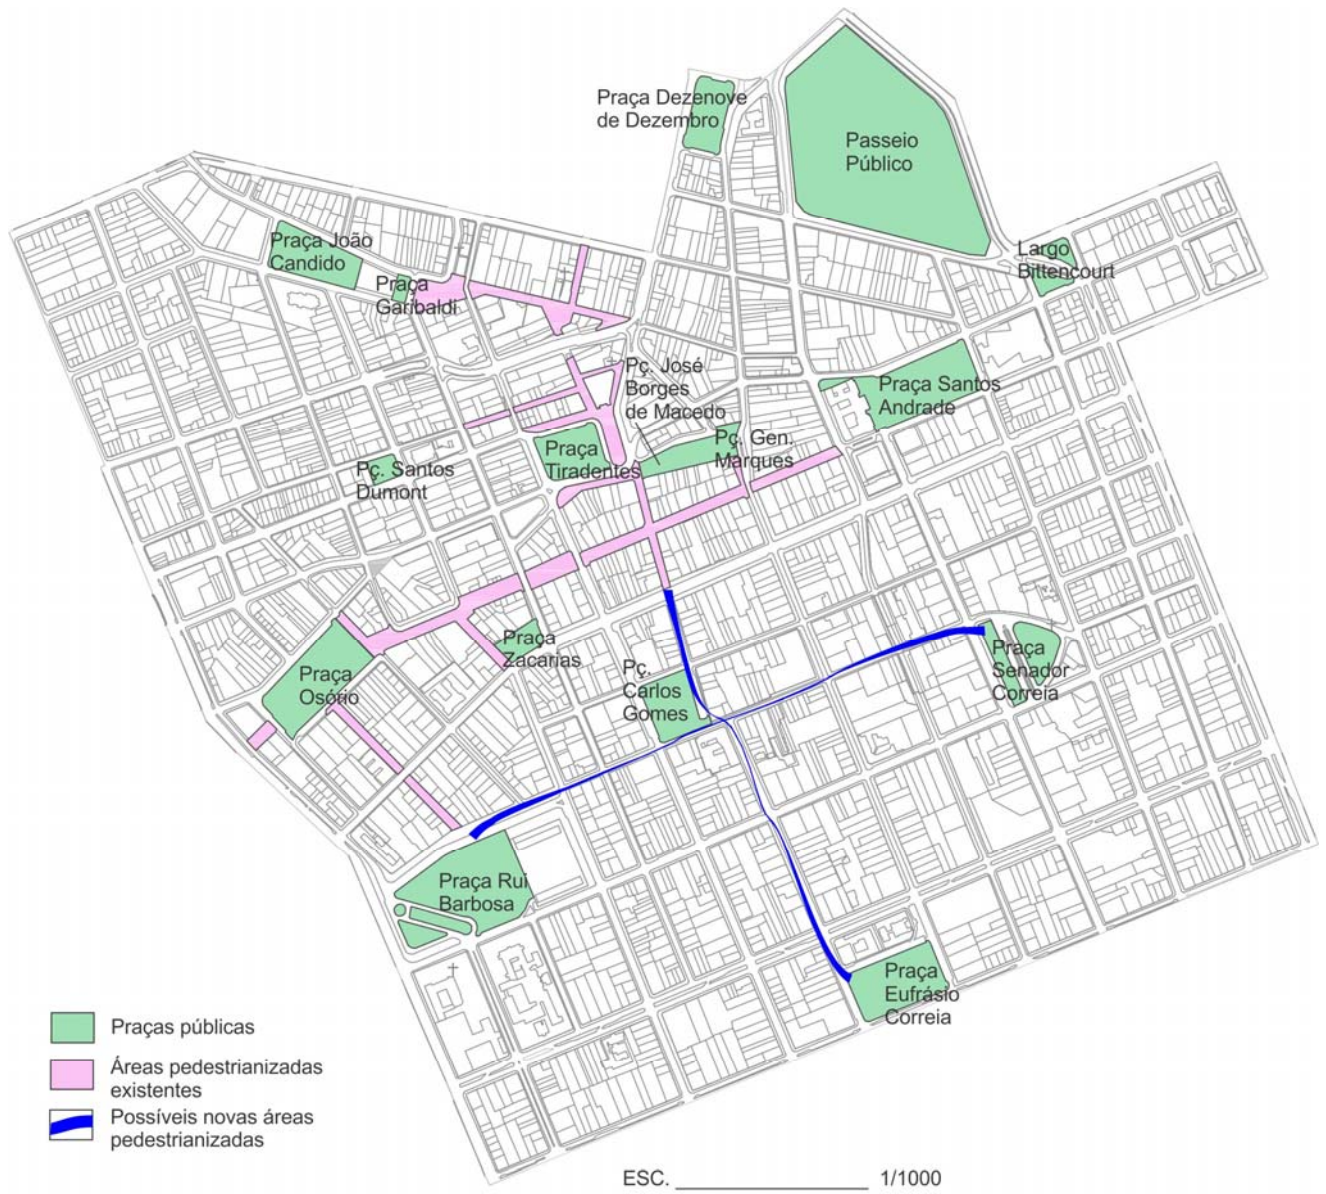 Praça Dezenove
de Dezembro
Passeio
Público
Praça João
Candido
Largo
Bittencourt
Praça
Garibaldi
Pç. José
Borges
de Macedo
Praça Santos
Andrade
Praça
Tiradentes
Pç. Gen.
Marques
Pç. Santos
Dumont
Praça
Zacarias
Praça
Osório
Pç.
Carlos
Gomes
Praça
Senador
Correia
Praça Rui
Barbosa
Praça
Eufrásio
Correia
Praças públicas
Áreas pedestrianizadas
existentes
Possíveis novas áreas
pedestrianizadas
ESC. 1/1000